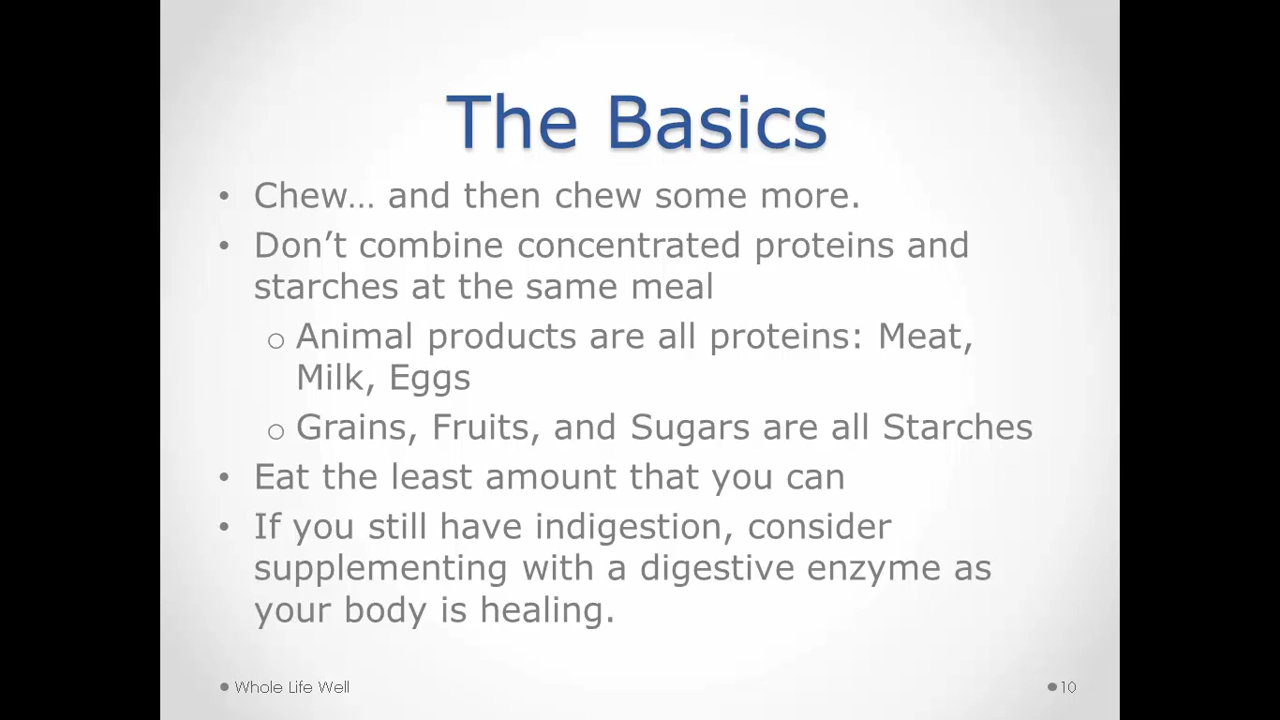 The Basics
• Chew… and then chew some more.
• Don’t combine concentrated proteins and
starches at the same meal
o Animal products are all proteins: Meat,
Milk, Eggs
o Grains, Fruits, and Sugars are all Starches
• Eat the least amount that you can
• If you still have indigestion, consider
supplementing with a digestive enzyme as
your body is healing.
● Whole Life Well
● 10